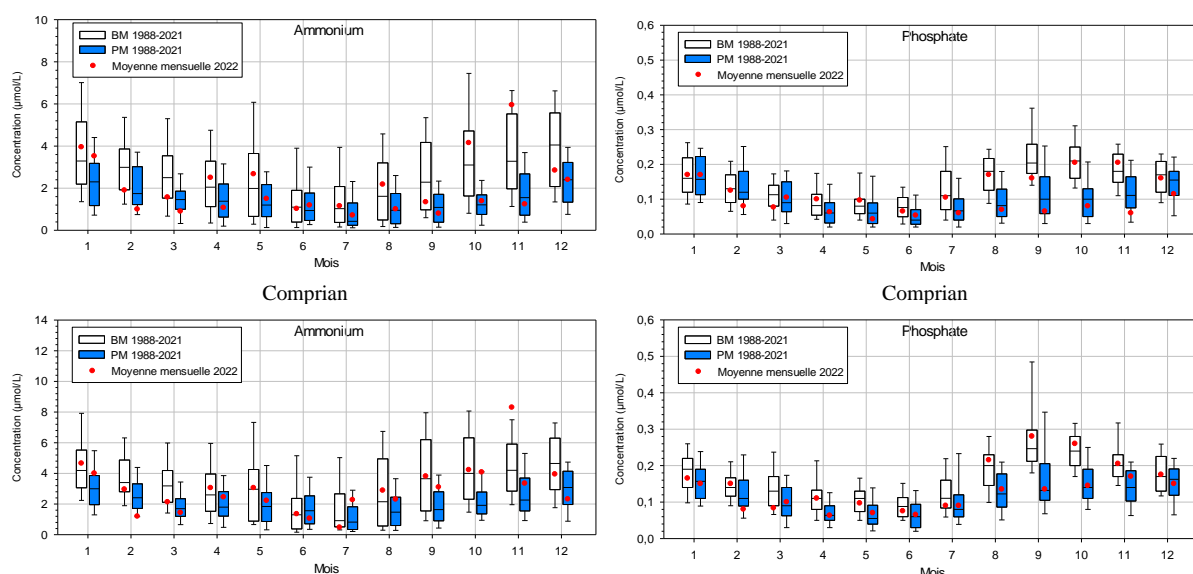 Ammonium
BM 1988-2021
PM 1988-2021
Moyenne mensuelle 2022
Concentration (µmol/L)
10
8
6
4
2
0
1 2 3 4 5 6 7 8 9 10 11 12
Mois
Phosphate
BM 1988-2021
PM 1988-2021
Moyenne mensuelle 2022
Concentration (µmol/L)
0,6
0,5
0,4
0,3
0,2
0,1
0,0
1 2 3 4 5 6 7 8 9 10 11 12
Mois
Comprian
Comprian
Ammonium
BM 1988-2021
PM 1988-2021
Moyenne mensuelle 2022
Concentration (µmol/L)
14
12
10
8
6
4
2
0
1 2 3 4 5 6 7 8 9 10 11 12
Mois
Phosphate
BM 1988-2021
PM 1988-2021
Moyenne mensuelle 2022
Concentration (µmol/L)
0,6
0,5
0,4
0,3
0,2
0,1
0,0
1 2 3 4 5 6 7 8 9 10 11 12
Mois